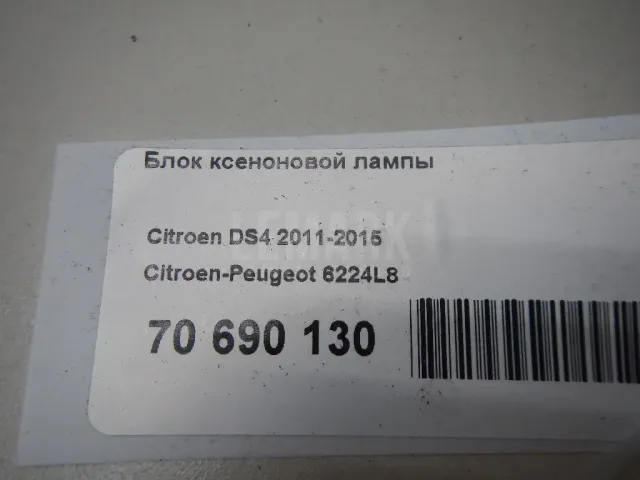 Блок ксеноновой лампы
Citroen DS4 2011-2015
Citroen-Peugeot 6224L8
70 690 130